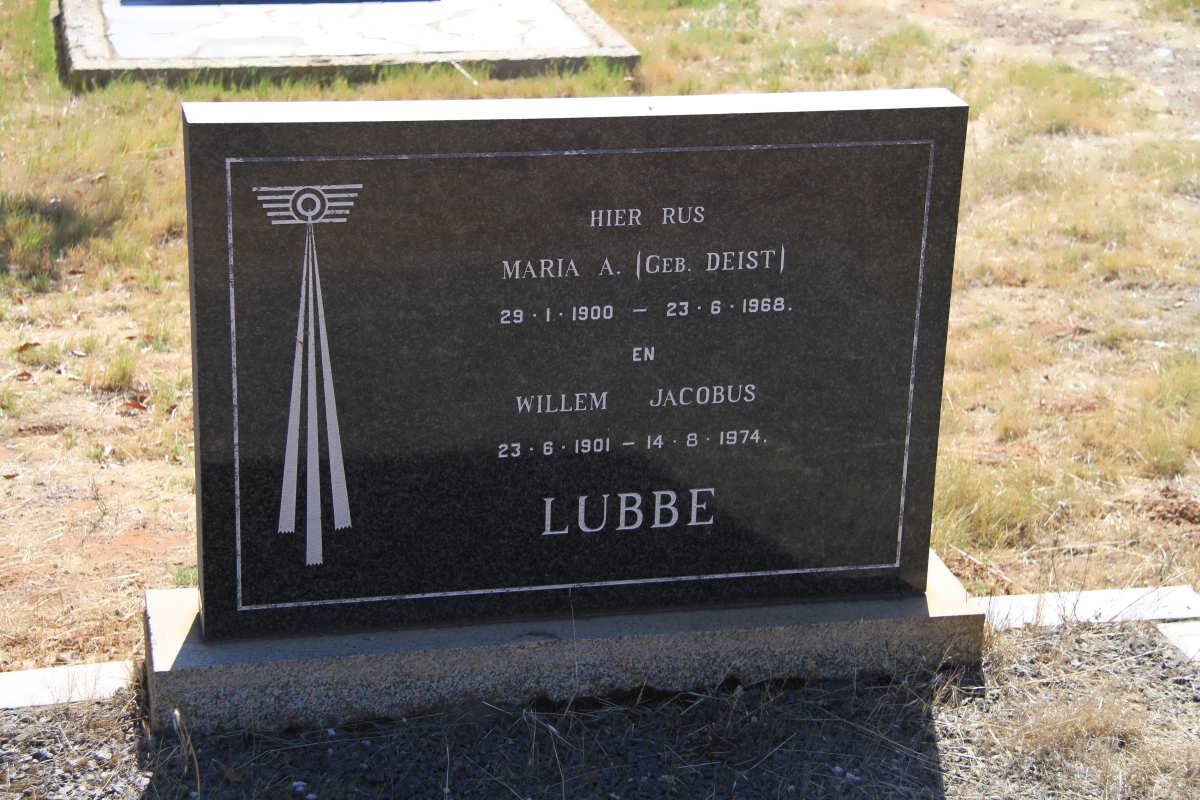 HIER RUS
MARIA A. (GEB. DEIST)
29·1·1900 – 23·6·1968.
EN
WILLEM JACOBUS
23·6·1901 – 14·8·1974.
LUBBE